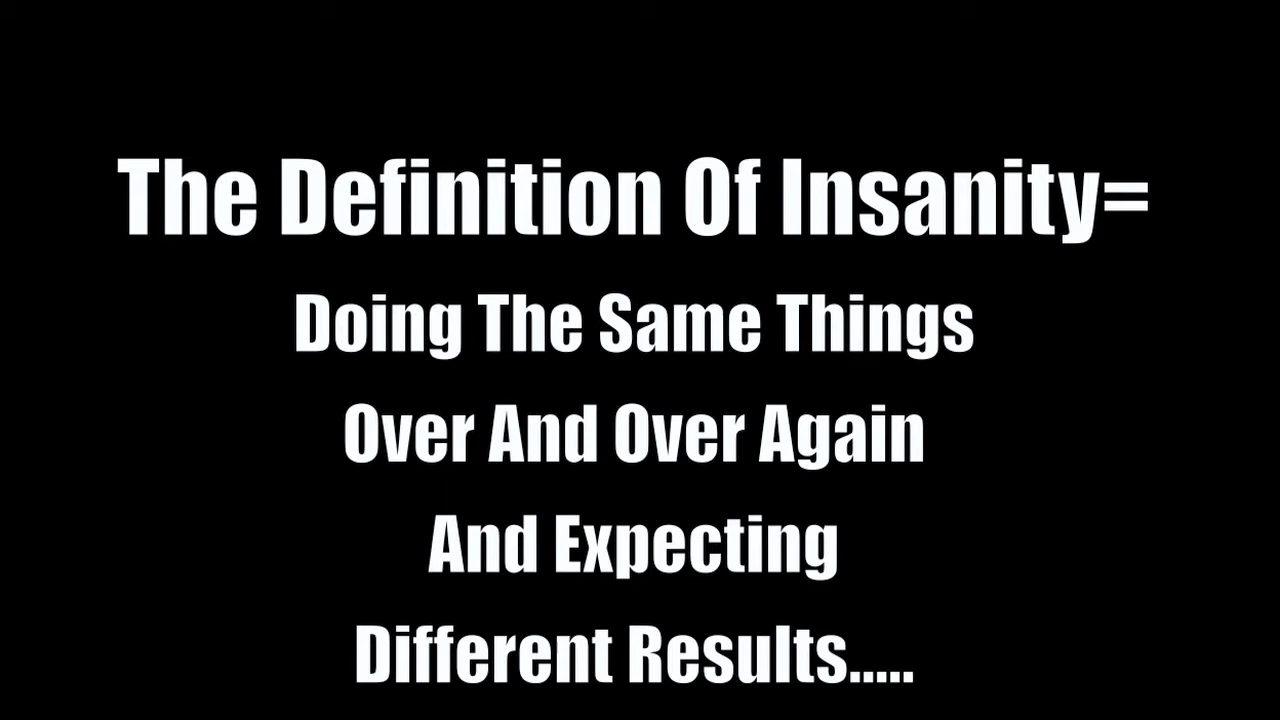 The Definition Of Insanity=
Doing The Same Things
Over And Over Again
And Expecting
Different Results.....